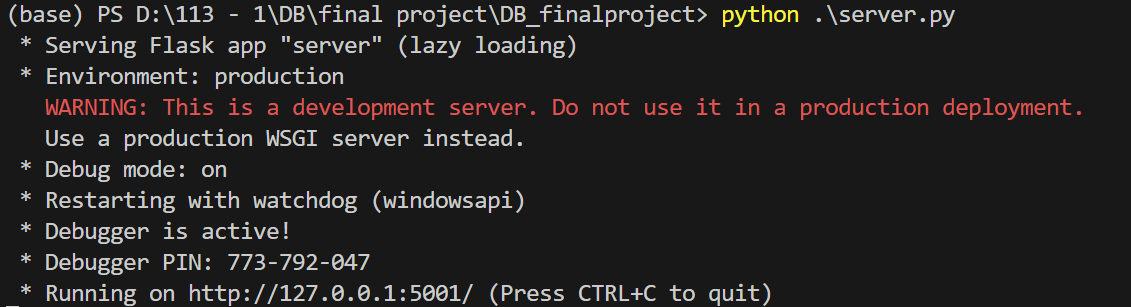 (base) PS D:\113 - 1\DB\final project\DB_finalproject> python .\server.py
* Serving Flask app "server" (lazy loading)
* Environment: production
WARNING: This is a development server. Do not use it in a production deployment.
Use a production WSGI server instead.
* Debug mode: on
* Restarting with watchdog (windowsapi)
* Debugger is active!
* Debugger PIN: 773-792-047
* Running on http://127.0.0.1:5001/ (Press CTRL+C to quit)